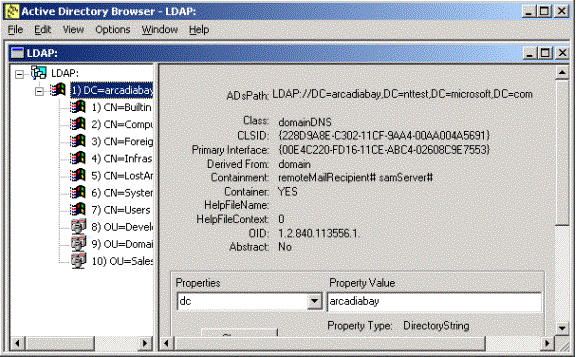 Active Directory Browser - LDAP:
File Edit View Options Window Help
LDAP:
LDAP:
1) DC=arcadiabay
1) CN=Builtin
2) CN=Compu
3) CN=Foreig
4) CN=Infras
5) CN=LostAn
6) CN=System
7) CN=Users
8) OU=Develo
9) OU=Domai
10) OU=Sales
ADsPath: LDAP://DC=arcadiabay,DC=nttest,DC=microsoft,DC=com
Class: domainDNS
CLSID: {228D9A8E-C302-11CF-9AA4-00AA004A5691}
Primary Interface: {00E4C220-FD16-11CE-ABC4-02608C9E7553}
Derived From: domain
Containment: remoteMailRecipient# samServer#
Container: YES
HelpFileName:
HelpFileContext: 0
OID: 1.2.840.113556.1.
Abstract: No
Properties Property Value
dc arcadiabay
Property Type: DirectoryString